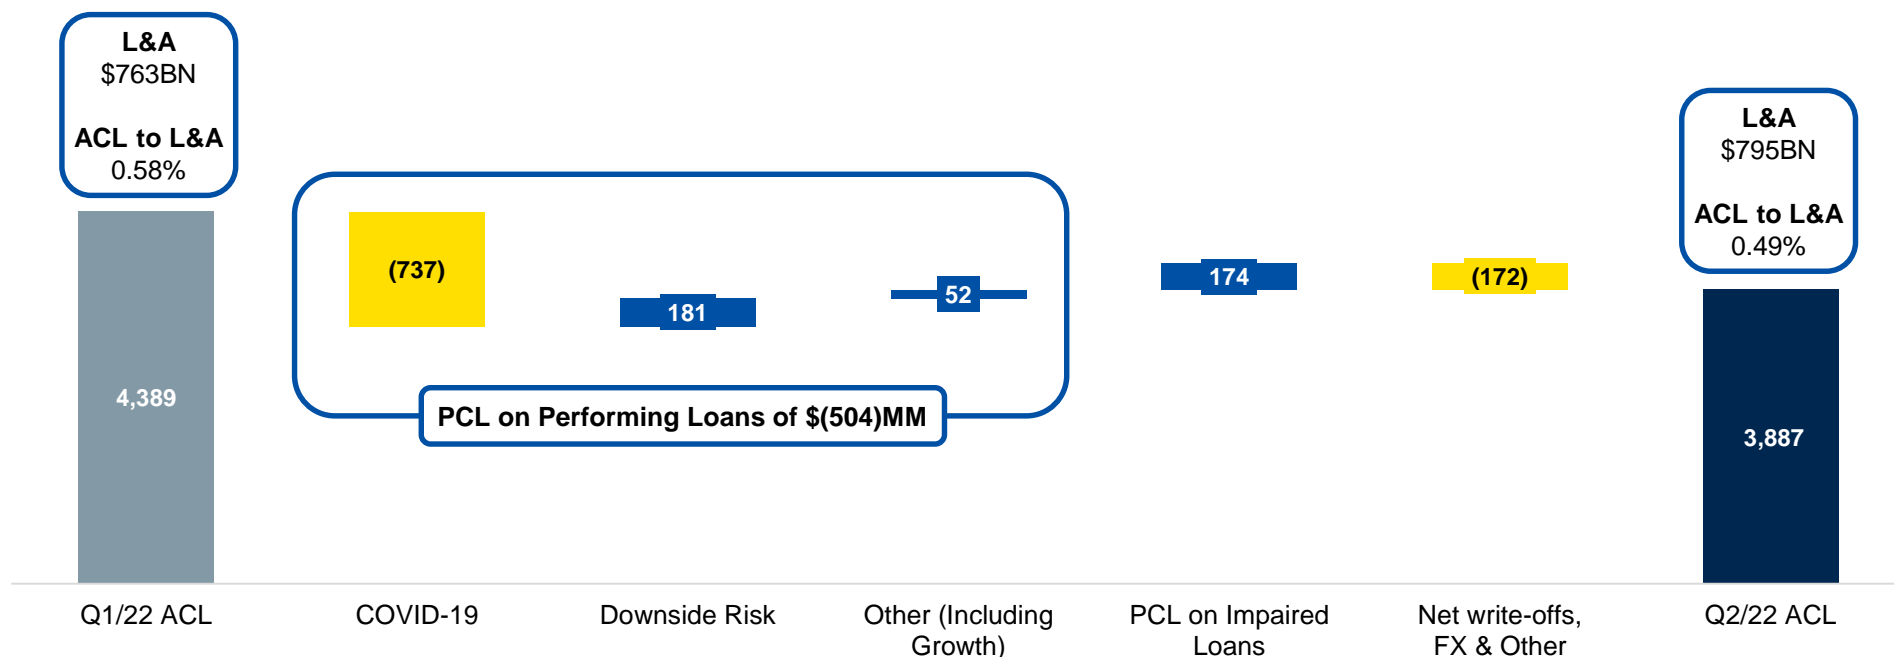 L&A
$763BN
ACL to L&A
0.58%
L&A
$795BN
ACL to L&A
0.49%
4,389
(737)
181
52
174
(172)
3,887
PCL on Performing Loans of $(504)MM
Q1/22 ACL
COVID-19
Downside Risk
Other (Including
Growth)
PCL on Impaired
Loans
Net write-offs,
FX & Other
Q2/22 ACL